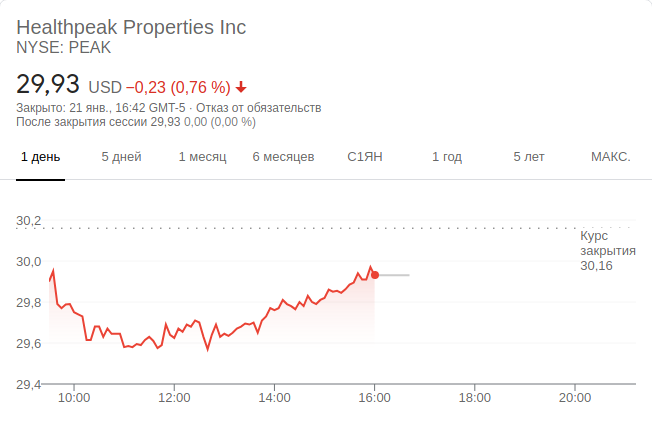 Healthpeak Properties Inc
NYSE: PEAK
29,93 USD −0,23 (0,76 %)
Закрыто: 21 янв., 16:42 GMT-5 · Отказ от обязательств
После закрытия сессии 29,93 0,00 (0,00 %)
1 день 5 дней 1 месяц 6 месяцев С1ЯН 1 год 5 лет МАКС.
30,2
Курс
закрытия
30,16
30,0
29,8
29,6
29,4
10:00 12:00 14:00 16:00 18:00 20:00